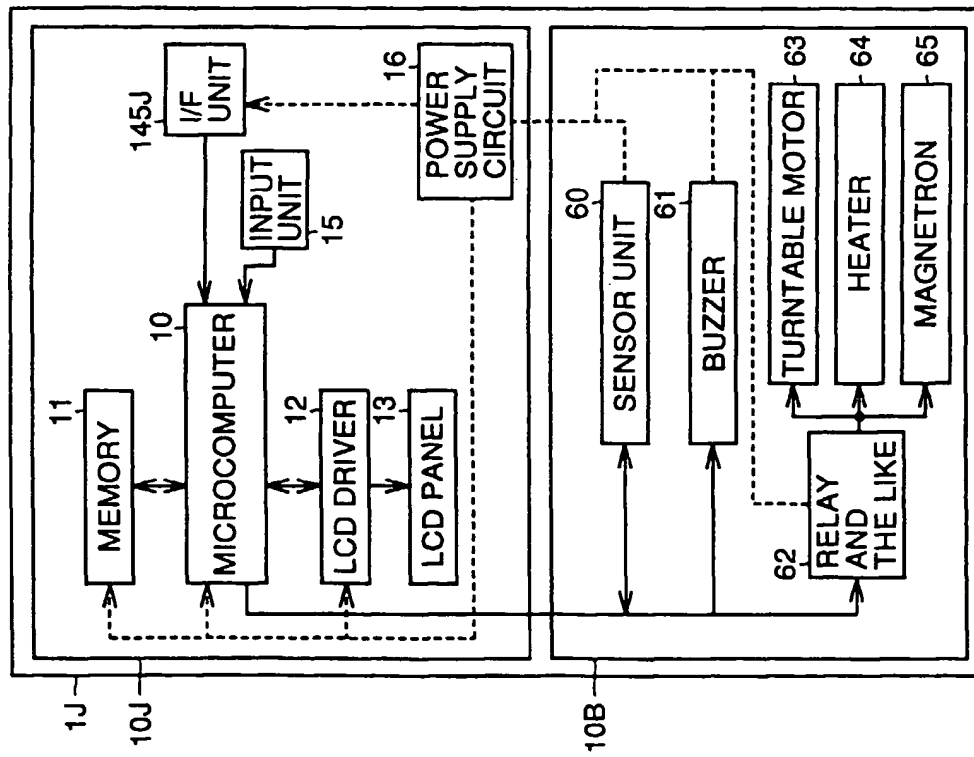 1J
10J
11
MEMORY
10
MICROCOMPUTER
12
LCD DRIVER
13
LCD PANEL
145J
I/F
UNIT
INPUT
UNIT
15
16
POWER
SUPPLY
CIRCUIT
10B
60
SENSOR UNIT
61
BUZZER
62
RELAY
AND
THE LIKE
63
TURNTABLE MOTOR
64
HEATER
65
MAGNETRON